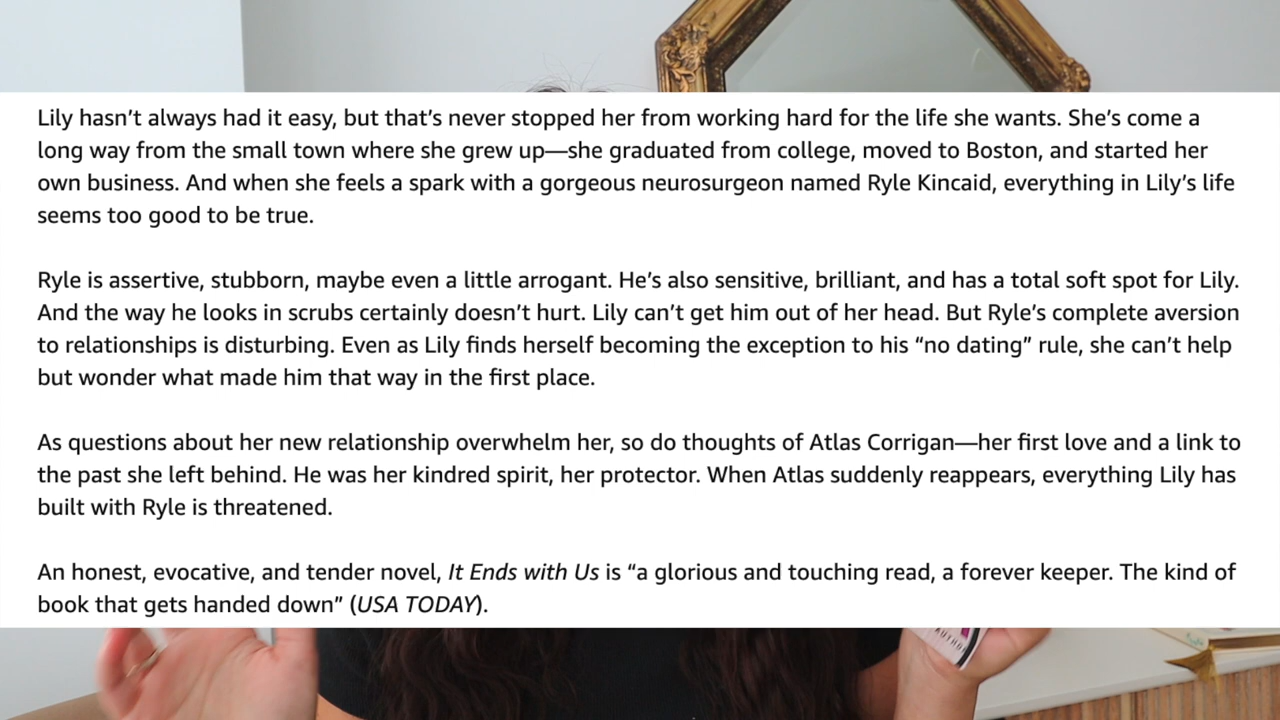 Lily hasn’t always had it easy, but that’s never stopped her from working hard for the life she wants. She’s come a
long way from the small town where she grew up—she graduated from college, moved to Boston, and started her
own business. And when she feels a spark with a gorgeous neurosurgeon named Ryle Kincaid, everything in Lily’s life
seems too good to be true.
Ryle is assertive, stubborn, maybe even a little arrogant. He’s also sensitive, brilliant, and has a total soft spot for Lily.
And the way he looks in scrubs certainly doesn’t hurt. Lily can’t get him out of her head. But Ryle’s complete aversion
to relationships is disturbing. Even as Lily finds herself becoming the exception to his “no dating” rule, she can’t help
but wonder what made him that way in the first place.
As questions about her new relationship overwhelm her, so do thoughts of Atlas Corrigan—her first love and a link to
the past she left behind. He was her kindred spirit, her protector. When Atlas suddenly reappears, everything Lily has
built with Ryle is threatened.
An honest, evocative, and tender novel, It Ends with Us is “a glorious and touching read, a forever keeper. The kind of
book that gets handed down” (USA TODAY).